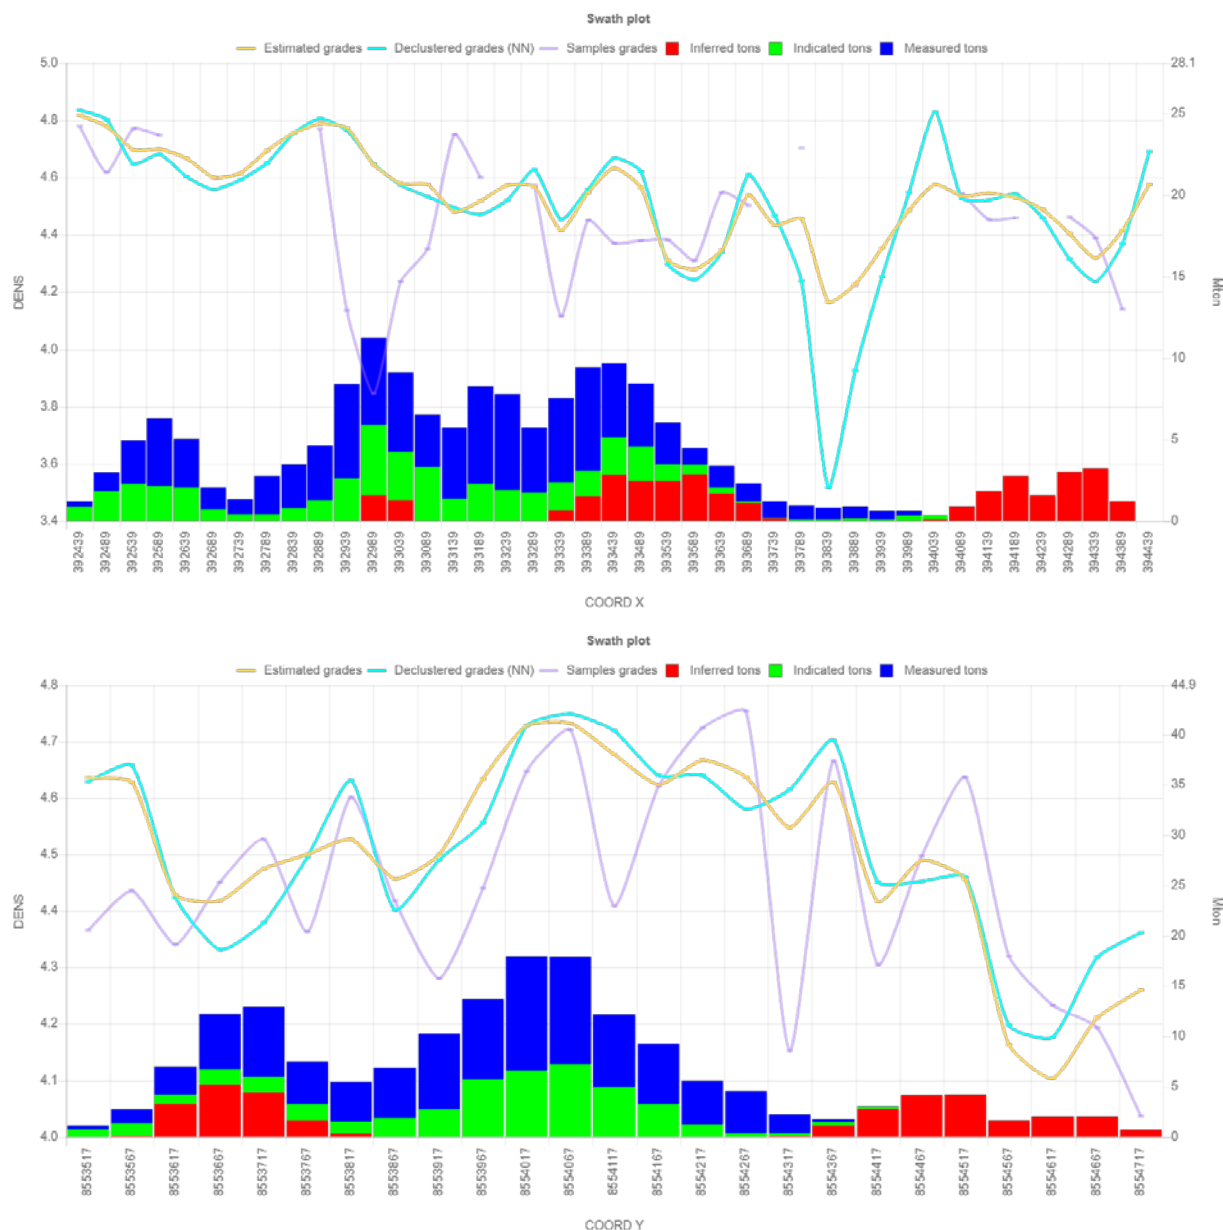 Swath plot
Estimated grades Declustered grades (NN) Samples grades Inferred tons Indicated tons Measured tons
5.0 28.1
4.8 25
4.6 20
4.4
4.2 15
DENS Mton
4.0 10
3.8
3.6 5
3.4 0
392439 392489 392539 392589 392639 392689 392739 392789 392839 392889 392939 392989 393039 393089 393139 393189 393239 393289 393339 393389 393439 393489 393539 393589 393639 393689 393739 393789 393839 393889 393939 393989 394039 394089 394139 394189 394239 394289 394339 394389 394439
COORD X
Swath plot
Estimated grades Declustered grades (NN) Samples grades Inferred tons Indicated tons Measured tons
4.8 44.9
4.7 40
4.6 35
4.5 30
25
4.4
DENS Mton
20
4.3 15
4.2 10
4.1 5
4.0 0
8553517 8553567 8553617 8553667 8553717 8553767 8553817 8553867 8553917 8553967 8554017 8554067 8554117 8554167 8554217 8554267 8554317 8554367 8554417 8554467 8554517 8554567 8554617 8554667 8554717
COORD Y